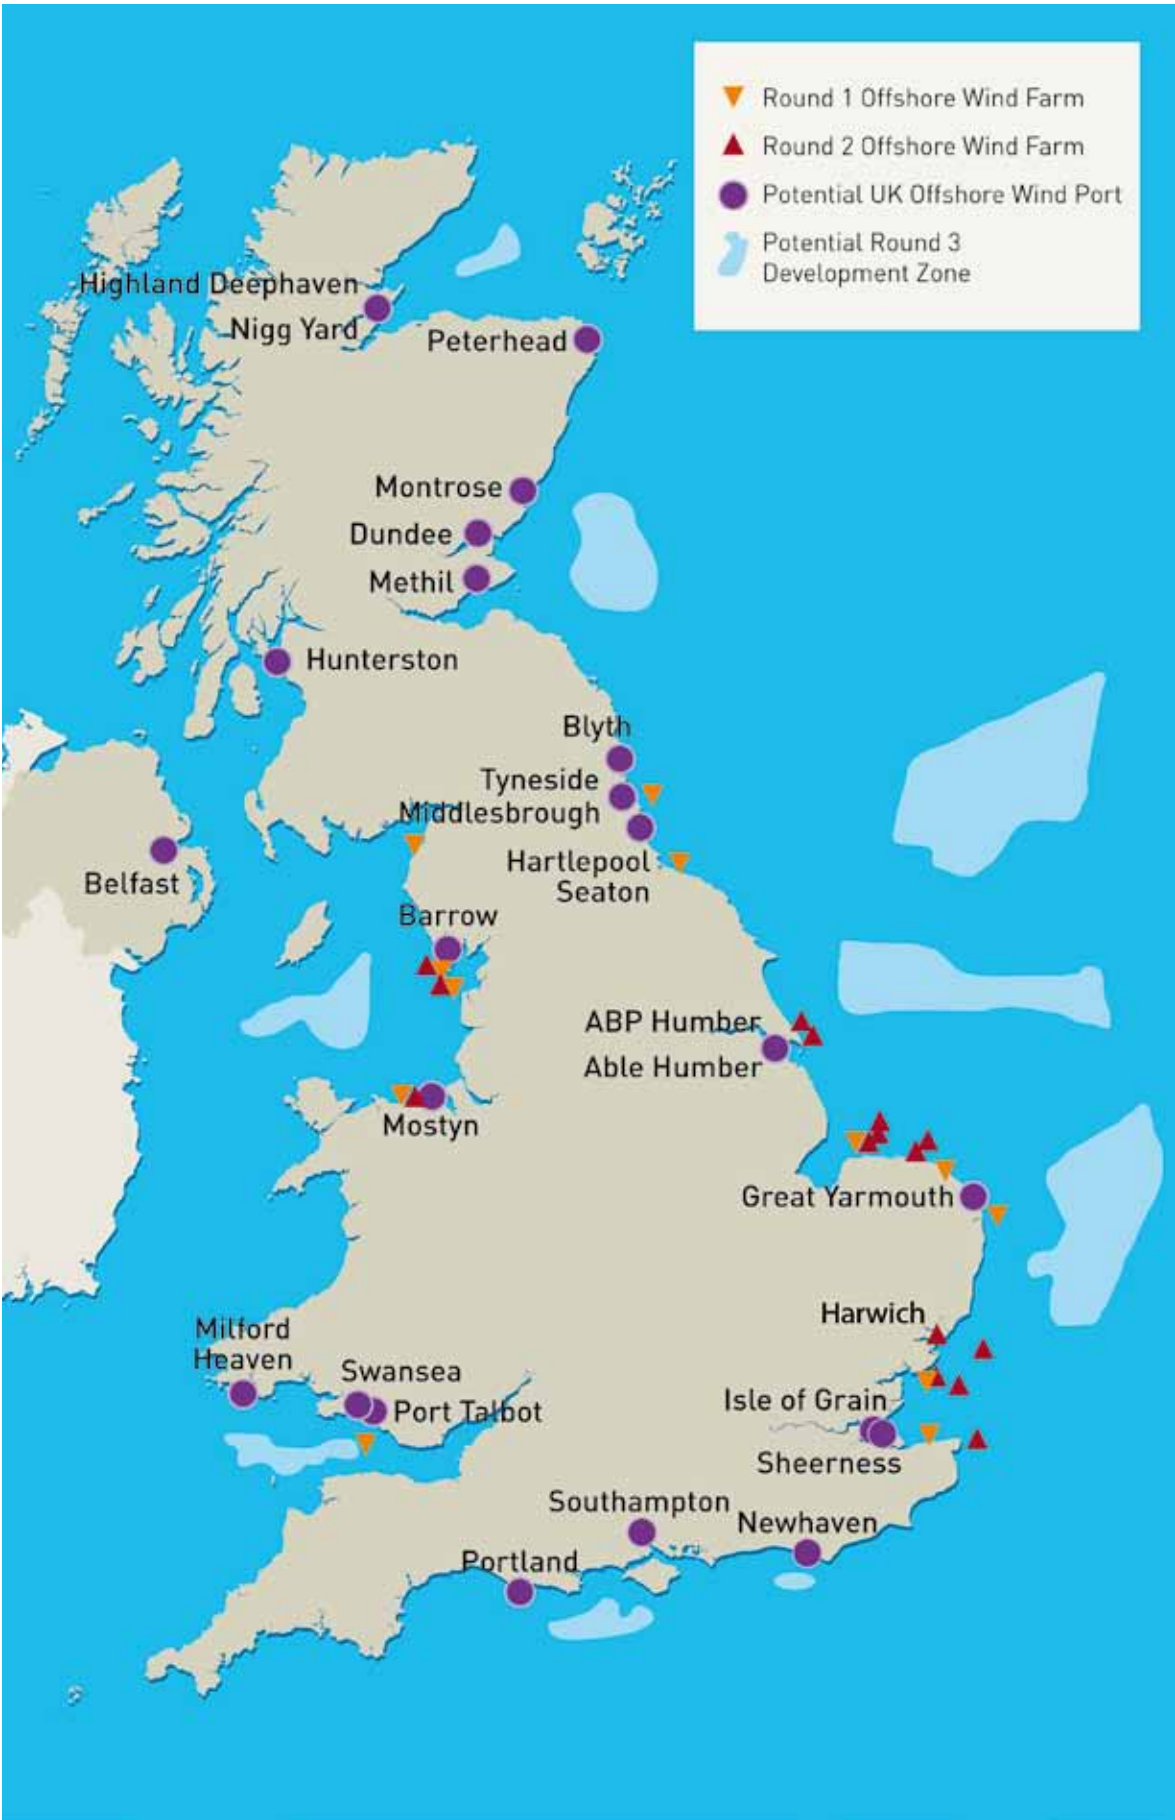 Round 1 Offshore Wind Farm
Round 2 Offshore Wind Farm
Potential UK Offshore Wind Port
Potential Round 3
Development Zone
Highland Deephaven
Nigg Yard
Peterhead
Montrose
Dundee
Methil
Hunterston
Blyth
Tyneside
Middlesbrough
Hartlepool
Seaton
Belfast
Barrow
ABP Humber
Able Humber
Mostyn
Great Yarmouth
Harwich
Milford
Heaven
Swansea
Port Talbot
Isle of Grain
Sheerness
Southampton
Newhaven
Portland